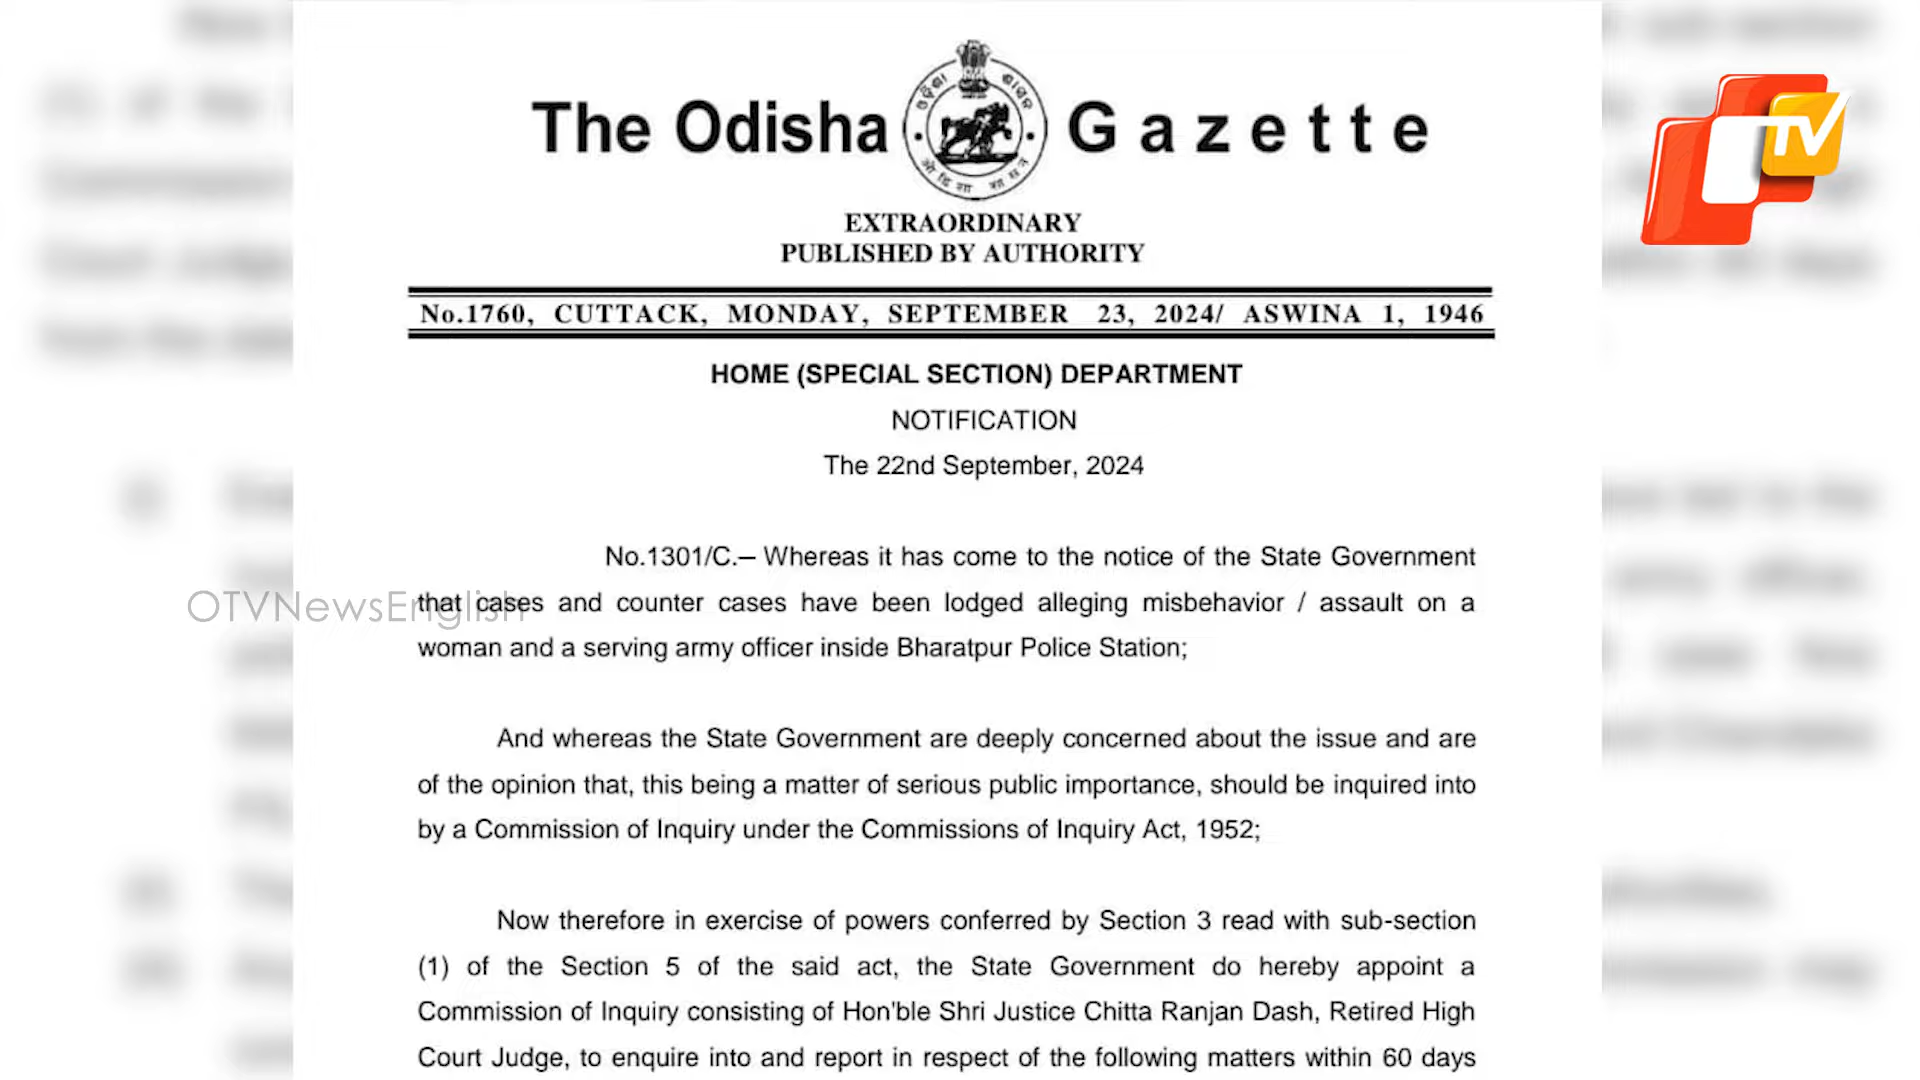 The Odisha Gazette
ଓଡ଼ିଶା ଶାସନ
ओडिशा शासन
TV
EXTRAORDINARY
PUBLISHED BY AUTHORITY
No.1760, CUTTACK, MONDAY, SEPTEMBER 23, 2024/ ASWINA 1, 1946
HOME (SPECIAL SECTION) DEPARTMENT
NOTIFICATION
The 22nd September, 2024
No.1301/C.– Whereas it has come to the notice of the State Government
OTVNewsEnglish
that cases and counter cases have been lodged alleging misbehavior / assault on a
woman and a serving army officer inside Bharatpur Police Station;
And whereas the State Government are deeply concerned about the issue and are
of the opinion that, this being a matter of serious public importance, should be inquired into
by a Commission of Inquiry under the Commissions of Inquiry Act, 1952;
Now therefore in exercise of powers conferred by Section 3 read with sub-section
(1) of the Section 5 of the said act, the State Government do hereby appoint a
Commission of Inquiry consisting of Hon'ble Shri Justice Chitta Ranjan Dash, Retired High
Court Judge, to enquire into and report in respect of the following matters within 60 days